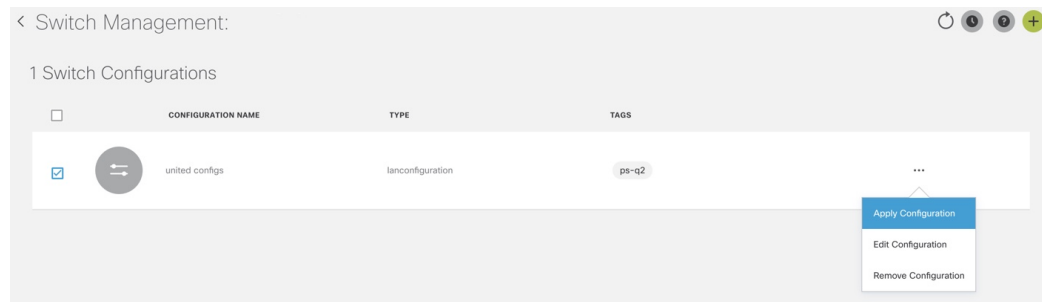 Switch Management:
1 Switch Configurations
CONFIGURATION NAME TYPE TAGS
united configs lanconfiguration ps-q2
Apply Configuration
Edit Configuration
Remove Configuration